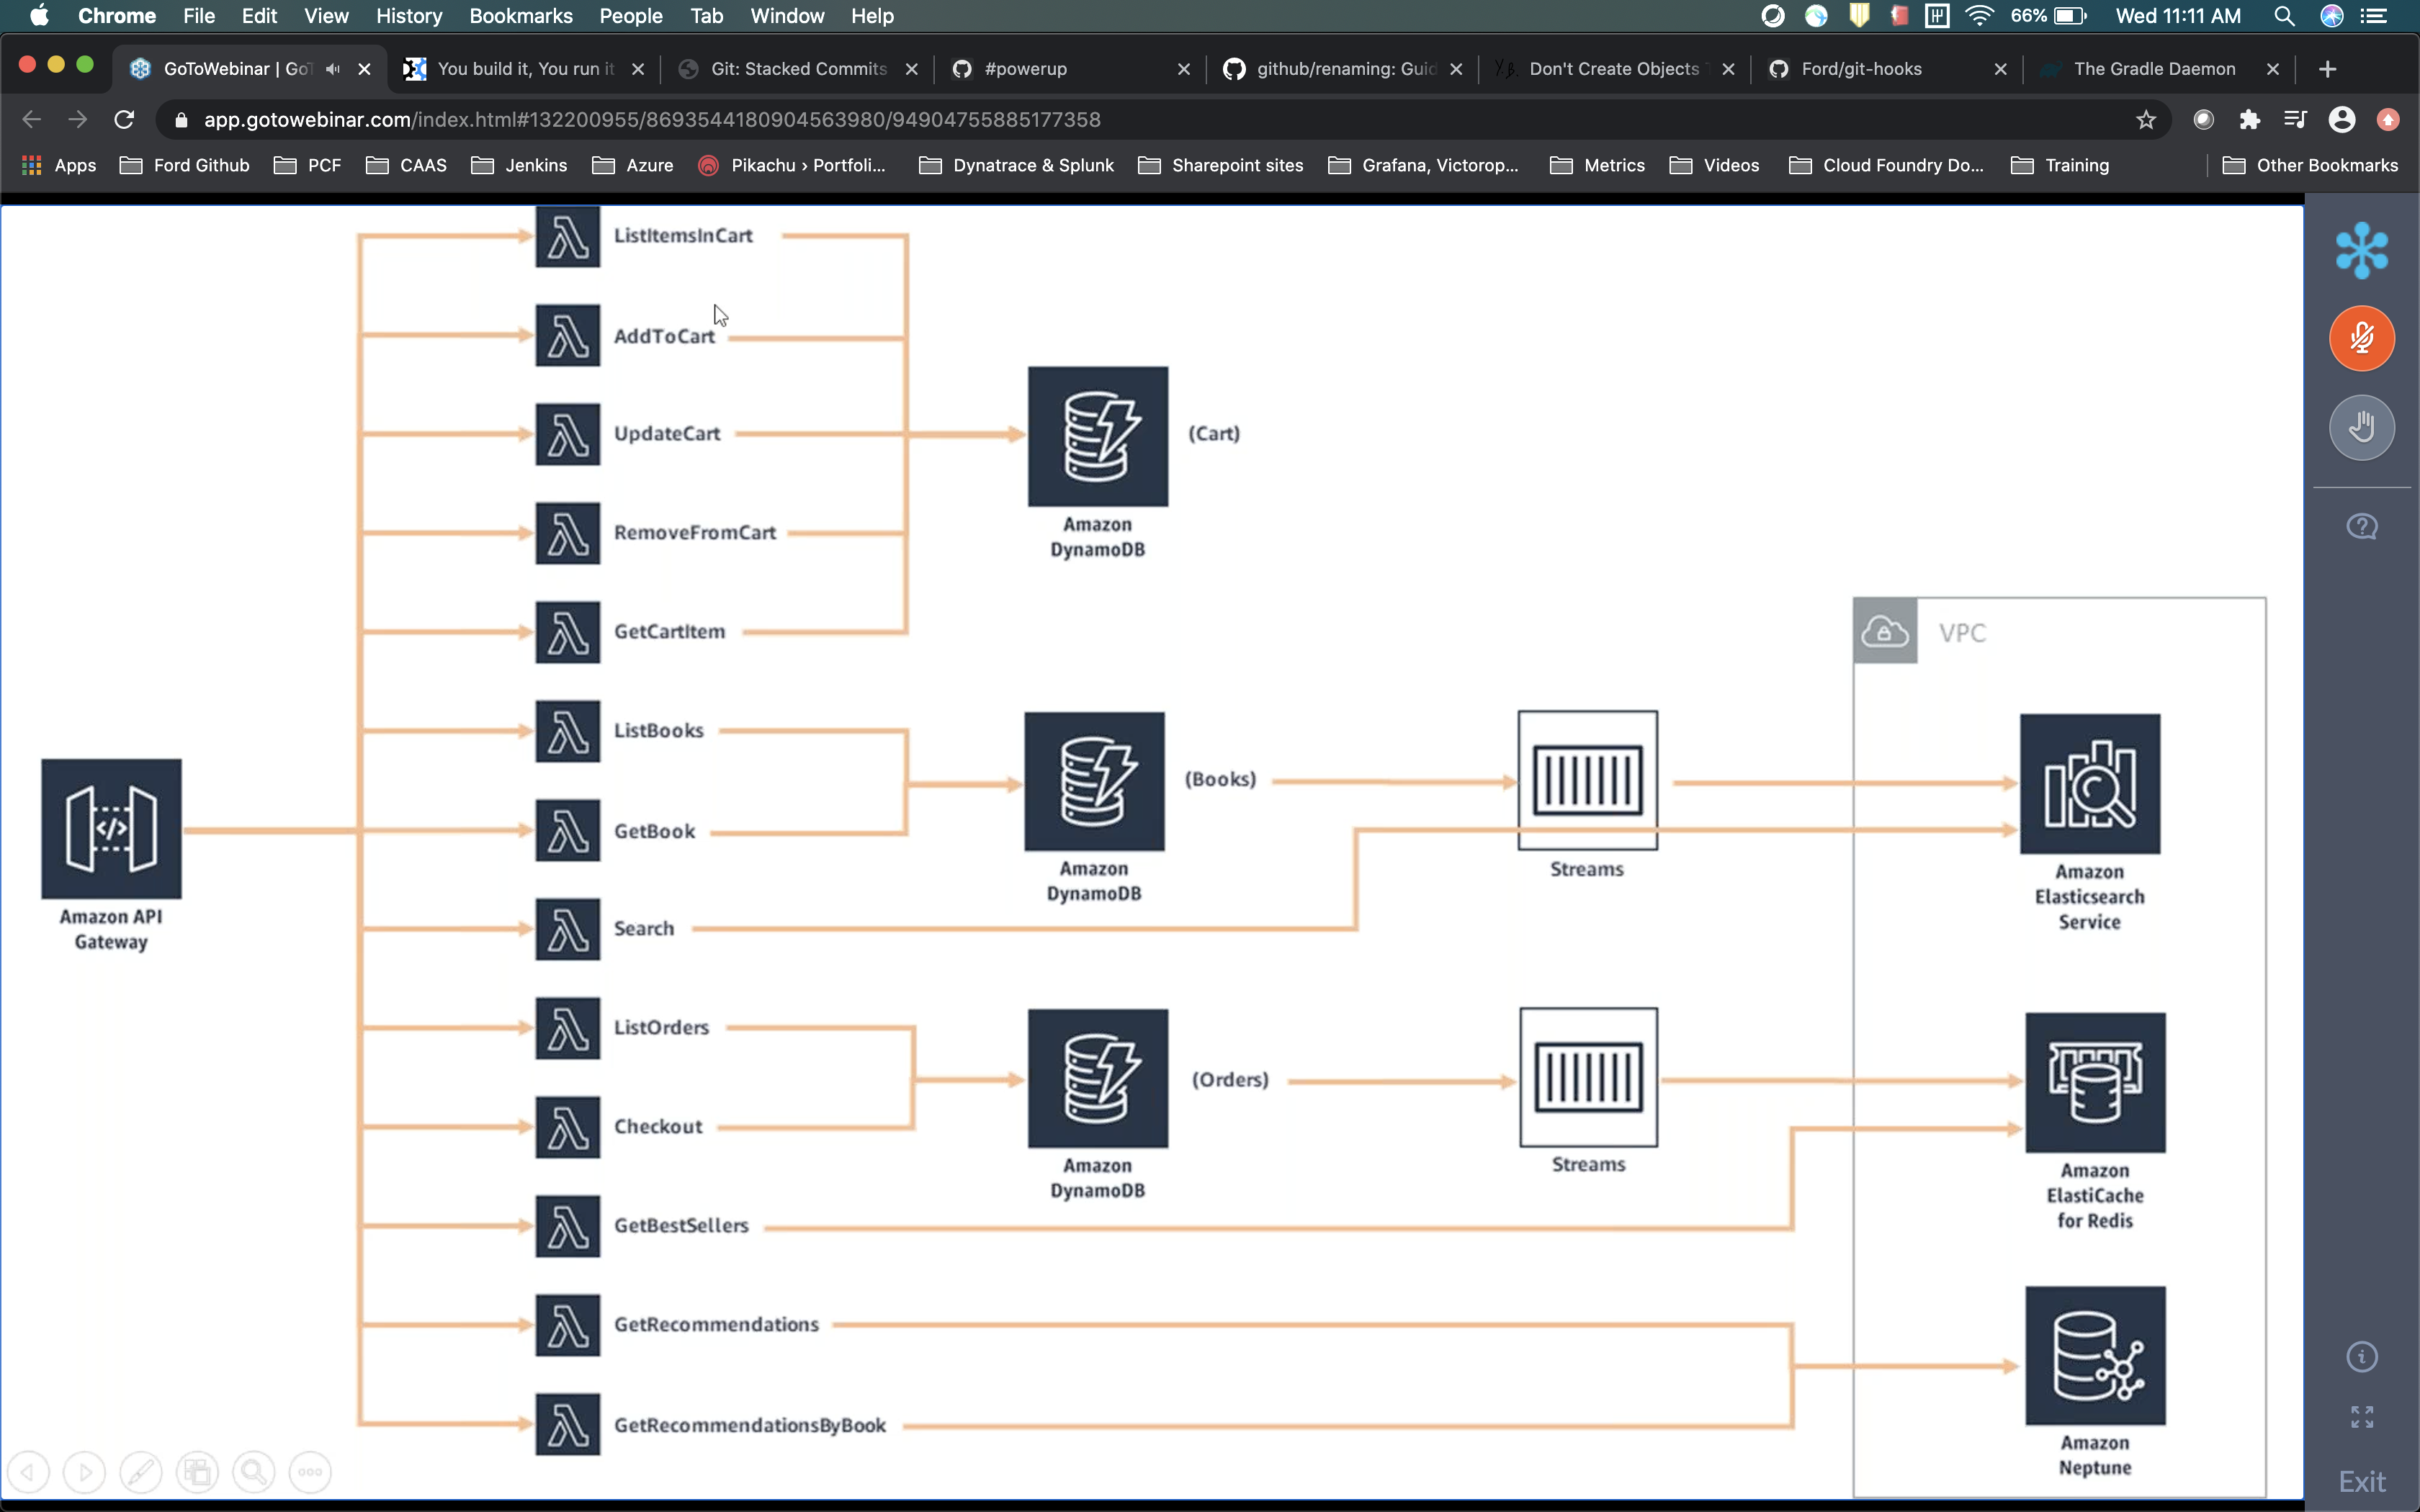 Chrome File Edit View History Bookmarks People Tab Window Help 66% Wed 11:11 AM
GoToWebinar | GoT You build it, You run it Git: Stacked Commits #powerup github/renaming: Guid Don't Create Objects Ford/git-hooks The Gradle Daemon
app.gotowebinar.com/index.html#132200955/8693544180904563980/94904755885177358
Apps Ford Github PCF CAAS Jenkins Azure Pikachu › Portfoli... Dynatrace & Splunk Sharepoint sites Grafana, Victorop... Metrics Videos Cloud Foundry Do... Training Other Bookmarks
ListItemsInCart
AddToCart
UpdateCart
(Cart)
Amazon
DynamoDB
RemoveFromCart
GetCartItem
VPC
ListBooks
(Books)
GetBook
Amazon
DynamoDB
Streams
Amazon
Elasticsearch
Service
Amazon API
Gateway
Search
ListOrders
(Orders)
Checkout
Amazon
DynamoDB
Streams
Amazon
ElastiCache
for Redis
GetBestSellers
GetRecommendations
GetRecommendationsByBook
Amazon
Neptune
Exit